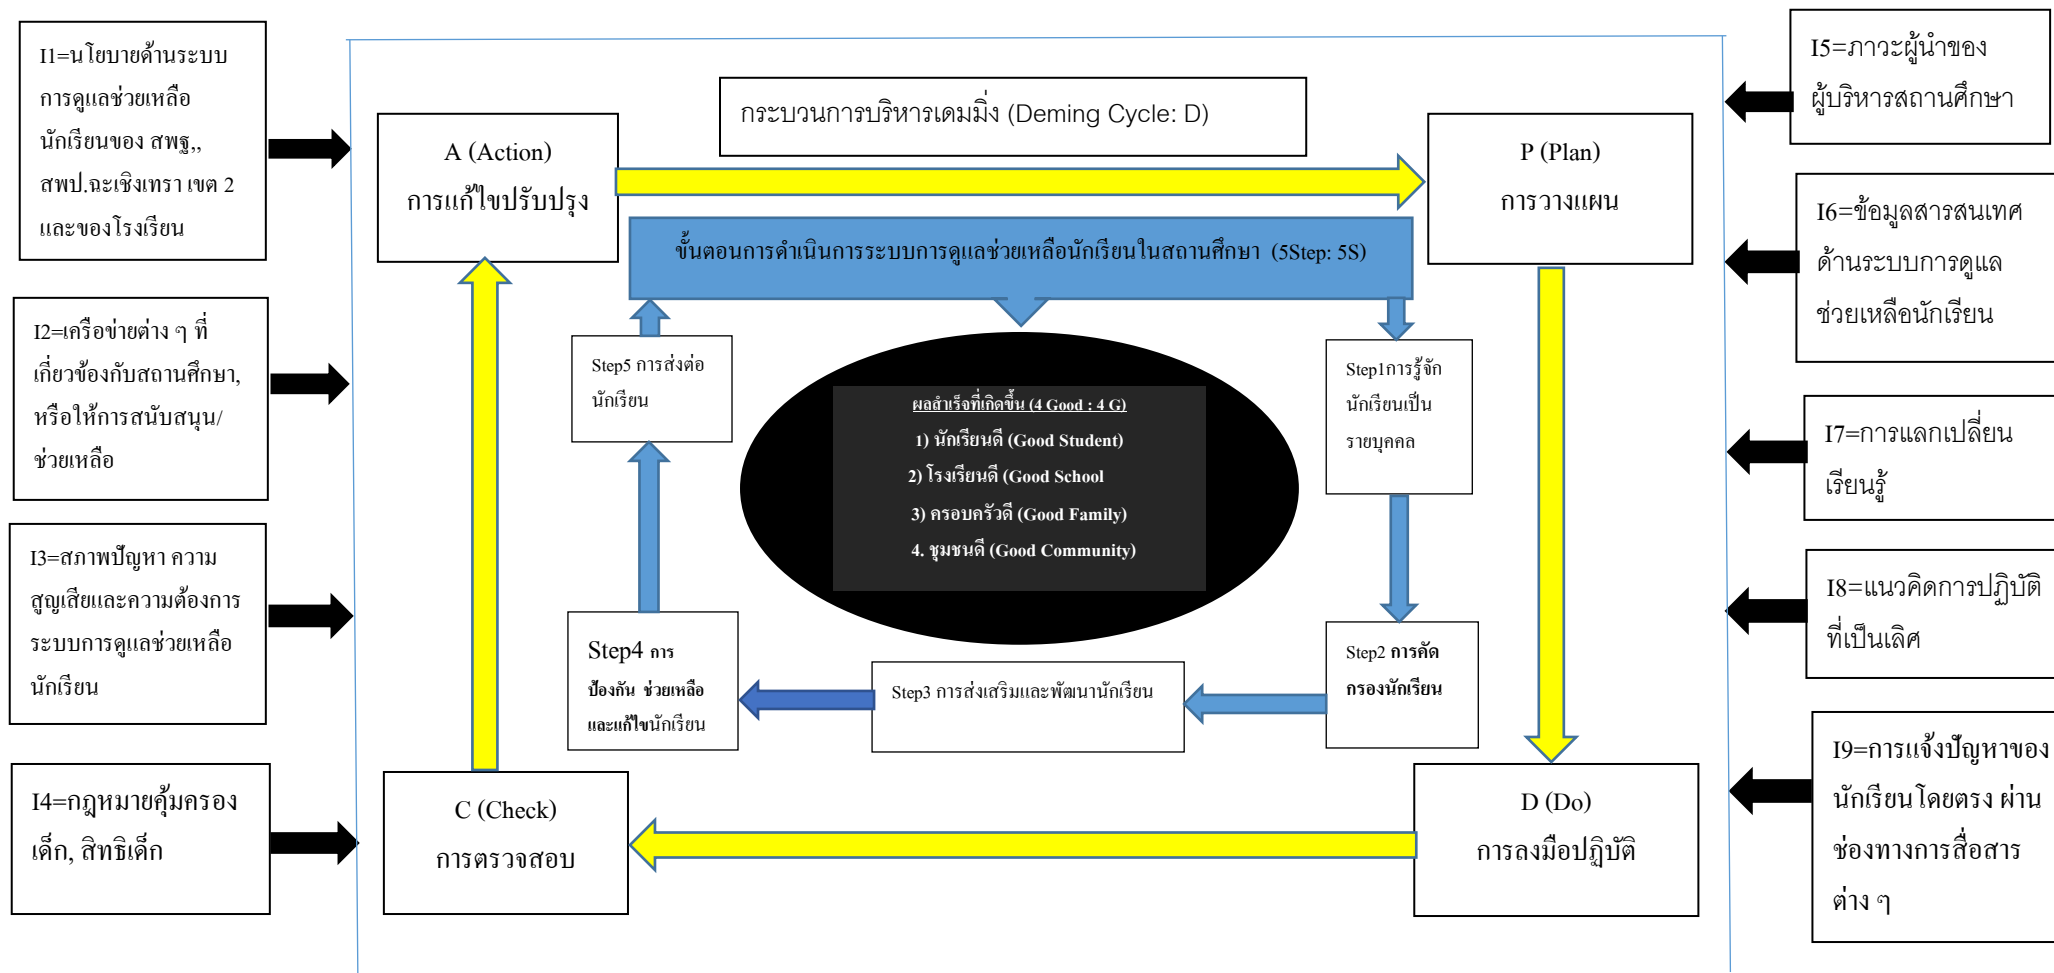 I1=นโยบายด้านระบบ
การดูแลช่วยเหลือ
นักเรียนของ สพฐ,,
สพป.ฉะเชิงเทรา เขต 2
และของโรงเรียน
I2=เครือข่ายต่าง ๆ ที่
เกี่ยวข้องกับสถานศึกษา,
หรือให้การสนับสนุน/
ช่วยเหลือ
I3=สภาพปัญหา ความ
สูญเสียและความต้องการ
ระบบการดูแลช่วยเหลือ
นักเรียน
I4=กฎหมายคุ้มครอง
เด็ก, สิทธิเด็ก
กระบวนการบริหารเดมมิ่ง (Deming Cycle: D)
A (Action)
การแก้ไขปรับปรุง
P (Plan)
การวางแผน
ขั้นตอนการดำเนินการระบบการดูแลช่วยเหลือนักเรียนในสถานศึกษา (5Step: 5S)
Step5 การส่งต่อ
นักเรียน
Step1การรู้จัก
นักเรียนเป็น
รายบุคคล
ผลสำเร็จที่เกิดขึ้น (4 Good : 4 G)
1) นักเรียนดี (Good Student)
2) โรงเรียนดี (Good School
3) ครอบครัวดี (Good Family)
4. ชุมชนดี (Good Community)
Step4 การ
ป้องกัน ช่วยเหลือ
และแก้ไขนักเรียน
Step3 การส่งเสริมและพัฒนานักเรียน
Step2 การคัด
กรองนักเรียน
C (Check)
การตรวจสอบ
D (Do)
การลงมือปฏิบัติ
I5=ภาวะผู้นำของ
ผู้บริหารสถานศึกษา
I6=ข้อมูลสารสนเทศ
ด้านระบบการดูแล
ช่วยเหลือนักเรียน
I7=การแลกเปลี่ยน
เรียนรู้
I8=แนวคิดการปฏิบัติ
ที่เป็นเลิศ
I9=การแจ้งปัญหาของ
นักเรียนโดยตรง ผ่าน
ช่องทางการสื่อสาร
ต่าง ๆ